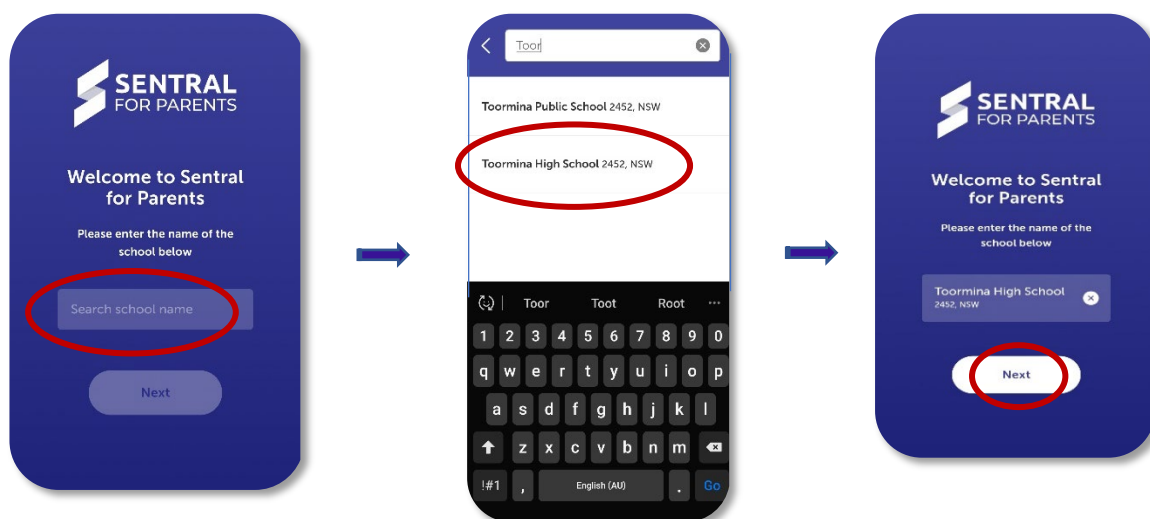 SENTRAL
FOR PARENTS
Welcome to Sentral
for Parents
Please enter the name of the
school below
Search school name
Next
Toor
Toormina Public School 2452, NSW
Toormina High School 2452, NSW
Toor Toot Root ...
1 2 3 4 5 6 7 8 9 0
q w e r t y u i o p
a s d f g h j k l
z x c v b n m
!#1 , English (AU) . Go
SENTRAL
FOR PARENTS
Welcome to Sentral
for Parents
Please enter the name of the
school below
Toormina High School
2452, NSW
Next